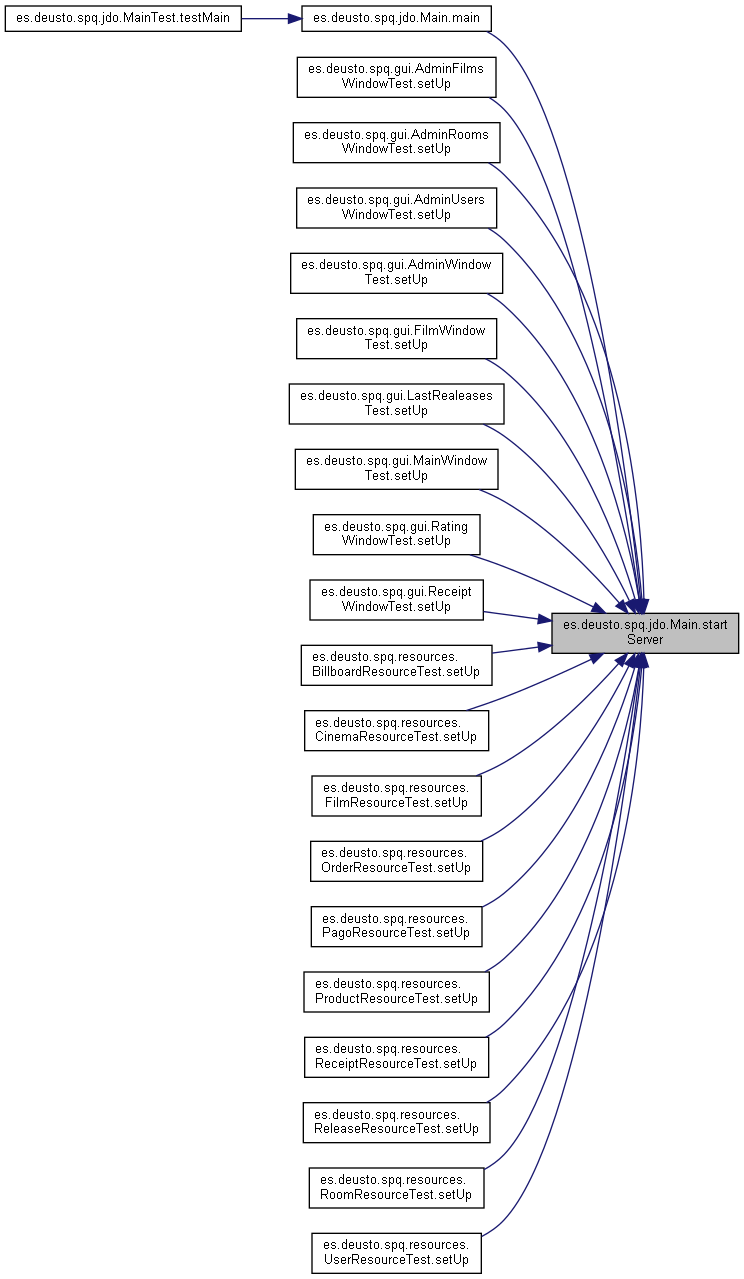 es.deusto.spq.jdo.MainTest.testMain
es.deusto.spq.jdo.Main.main
es.deusto.spq.gui.AdminFilms
WindowTest.setUp
es.deusto.spq.gui.AdminRooms
WindowTest.setUp
es.deusto.spq.gui.AdminUsers
WindowTest.setUp
es.deusto.spq.gui.AdminWindow
Test.setUp
es.deusto.spq.gui.FilmWindow
Test.setUp
es.deusto.spq.gui.LastRealeases
Test.setUp
es.deusto.spq.gui.MainWindow
Test.setUp
es.deusto.spq.gui.Rating
WindowTest.setUp
es.deusto.spq.gui.Receipt
WindowTest.setUp
es.deusto.spq.jdo.Main.start
Server
es.deusto.spq.resources.
BillboardResourceTest.setUp
es.deusto.spq.resources.
CinemaResourceTest.setUp
es.deusto.spq.resources.
FilmResourceTest.setUp
es.deusto.spq.resources.
OrderResourceTest.setUp
es.deusto.spq.resources.
PagoResourceTest.setUp
es.deusto.spq.resources.
ProductResourceTest.setUp
es.deusto.spq.resources.
ReceiptResourceTest.setUp
es.deusto.spq.resources.
ReleaseResourceTest.setUp
es.deusto.spq.resources.
RoomResourceTest.setUp
es.deusto.spq.resources.
UserResourceTest.setUp